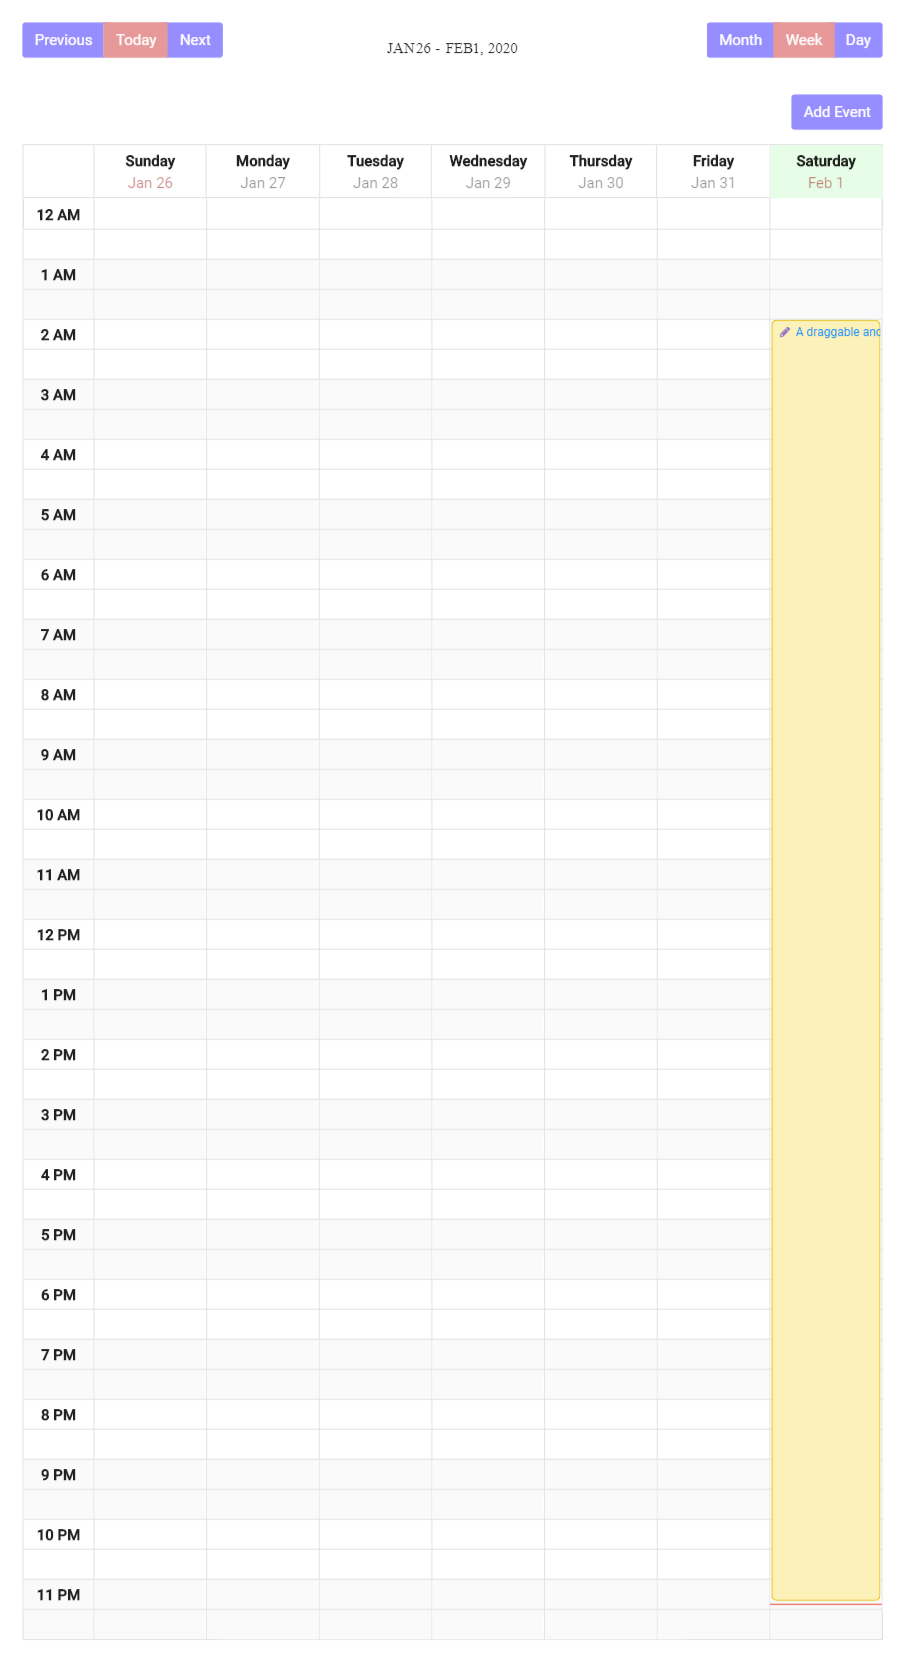 Previous Today Next
JAN26 - FEB1, 2020
Month Week Day
Add Event
Sunday Monday Tuesday Wednesday Thursday Friday Saturday
Jan 26 Jan 27 Jan 28 Jan 29 Jan 30 Jan 31 Feb 1
12 AM
1 AM
2 AM
A draggable and
3 AM
4 AM
5 AM
6 AM
7 AM
8 AM
9 AM
10 AM
11 AM
12 PM
1 PM
2 PM
3 PM
4 PM
5 PM
6 PM
7 PM
8 PM
9 PM
10 PM
11 PM